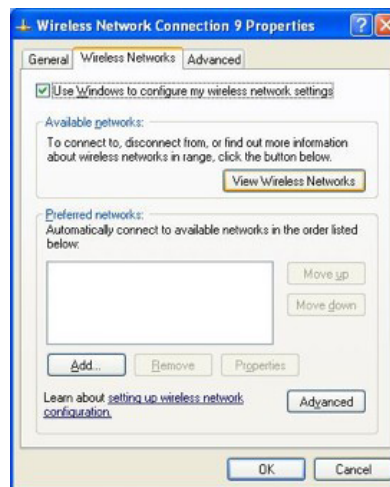 Wireless Network Connection 9 Properties
General Wireless Networks Advanced
Use Windows to configure my wireless network settings
Available networks:
To connect to, disconnect from, or find out more information
about wireless networks in range, click the button below.
View Wireless Networks
Preferred networks:
Automatically connect to available networks in the order listed
below:
Move up
Move down
Add... Remove Properties
Learn about setting up wireless network
configuration.
Advanced
OK Cancel